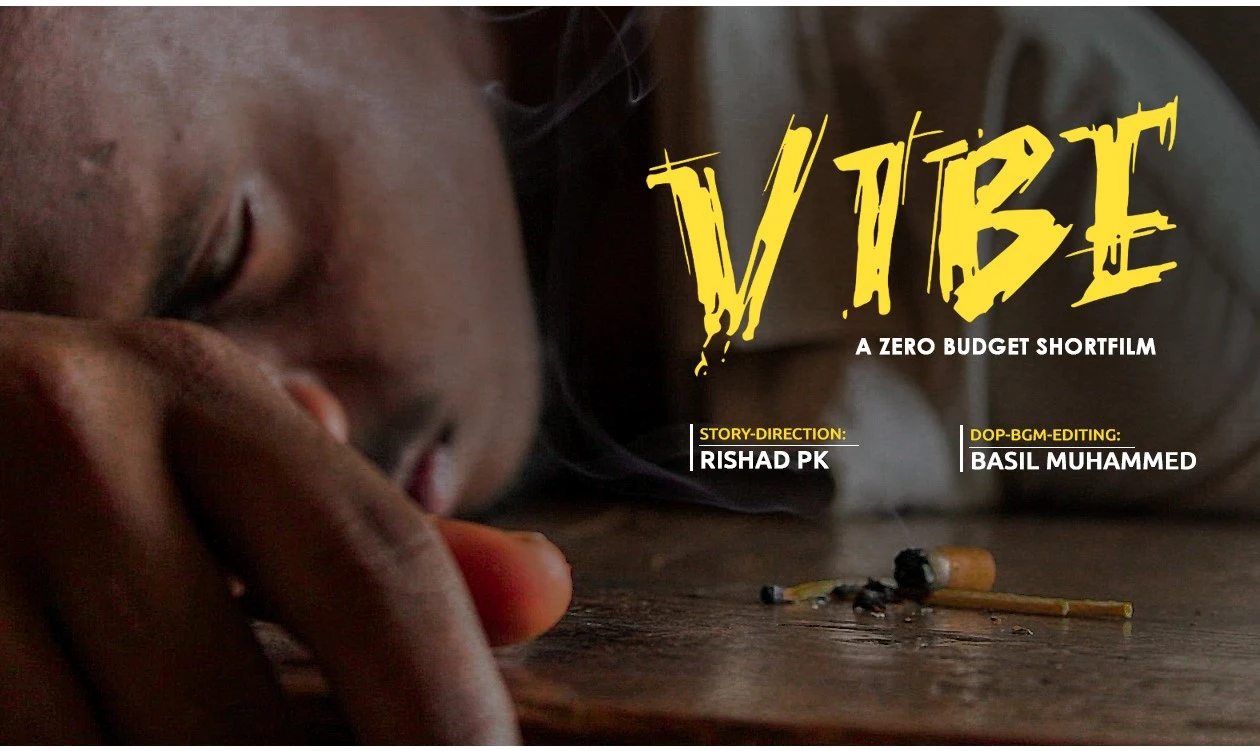 VIBE
A ZERO BUDGET SHORTFILM
STORY-DIRECTION:
RISHAD PK
DOP-BGM-EDITING:
BASIL MUHAMMED